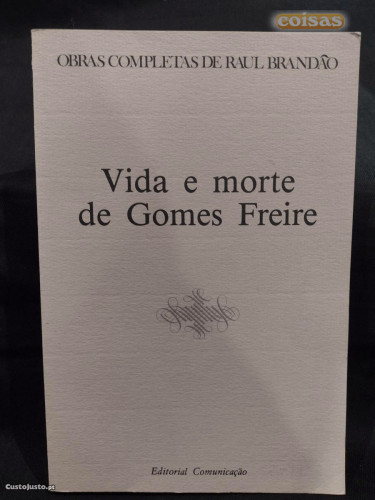 coisas
OBRAS COMPLETAS DE RAUL BRANDÃO
Vida e morte
de Gomes Freire
Editorial Comunicação
CustoJusto.pt